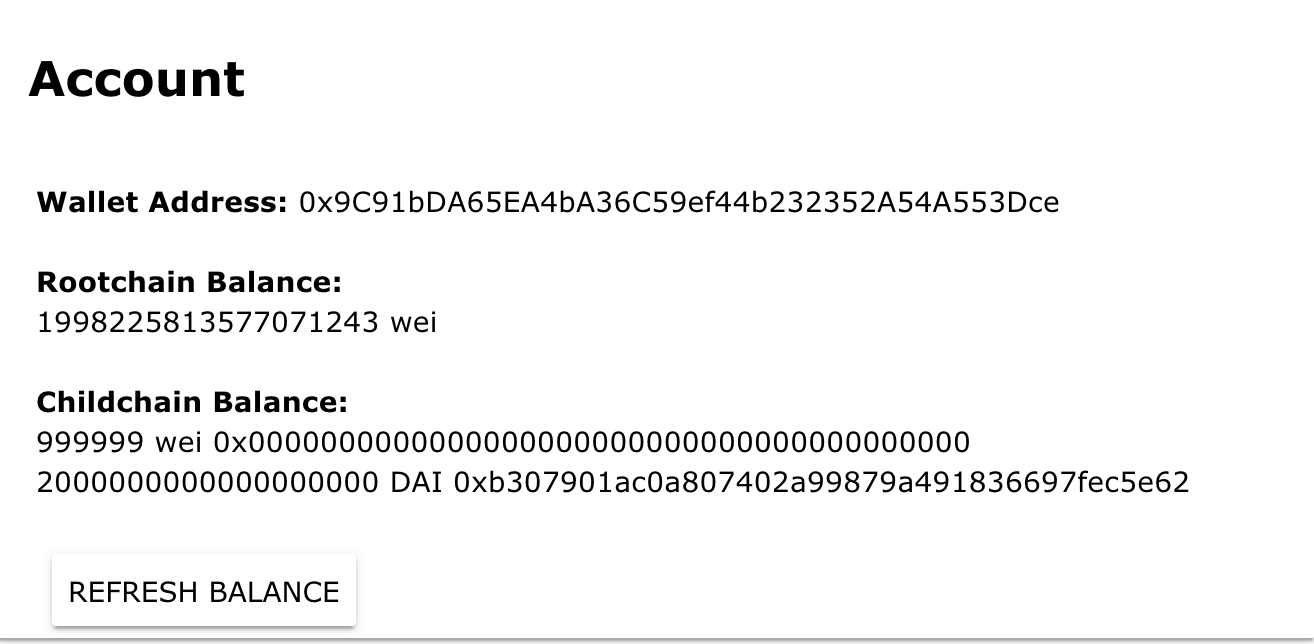 Account
Wallet Address: 0x9C91bDA65EA4bA36C59ef44b232352A54A553Dce
Rootchain Balance:
1998225813577071243 wei
Childchain Balance:
999999 wei 0x0000000000000000000000000000000000000000
2000000000000000000 DAI 0xb307901ac0a807402a99879a491836697fec5e62
REFRESH BALANCE